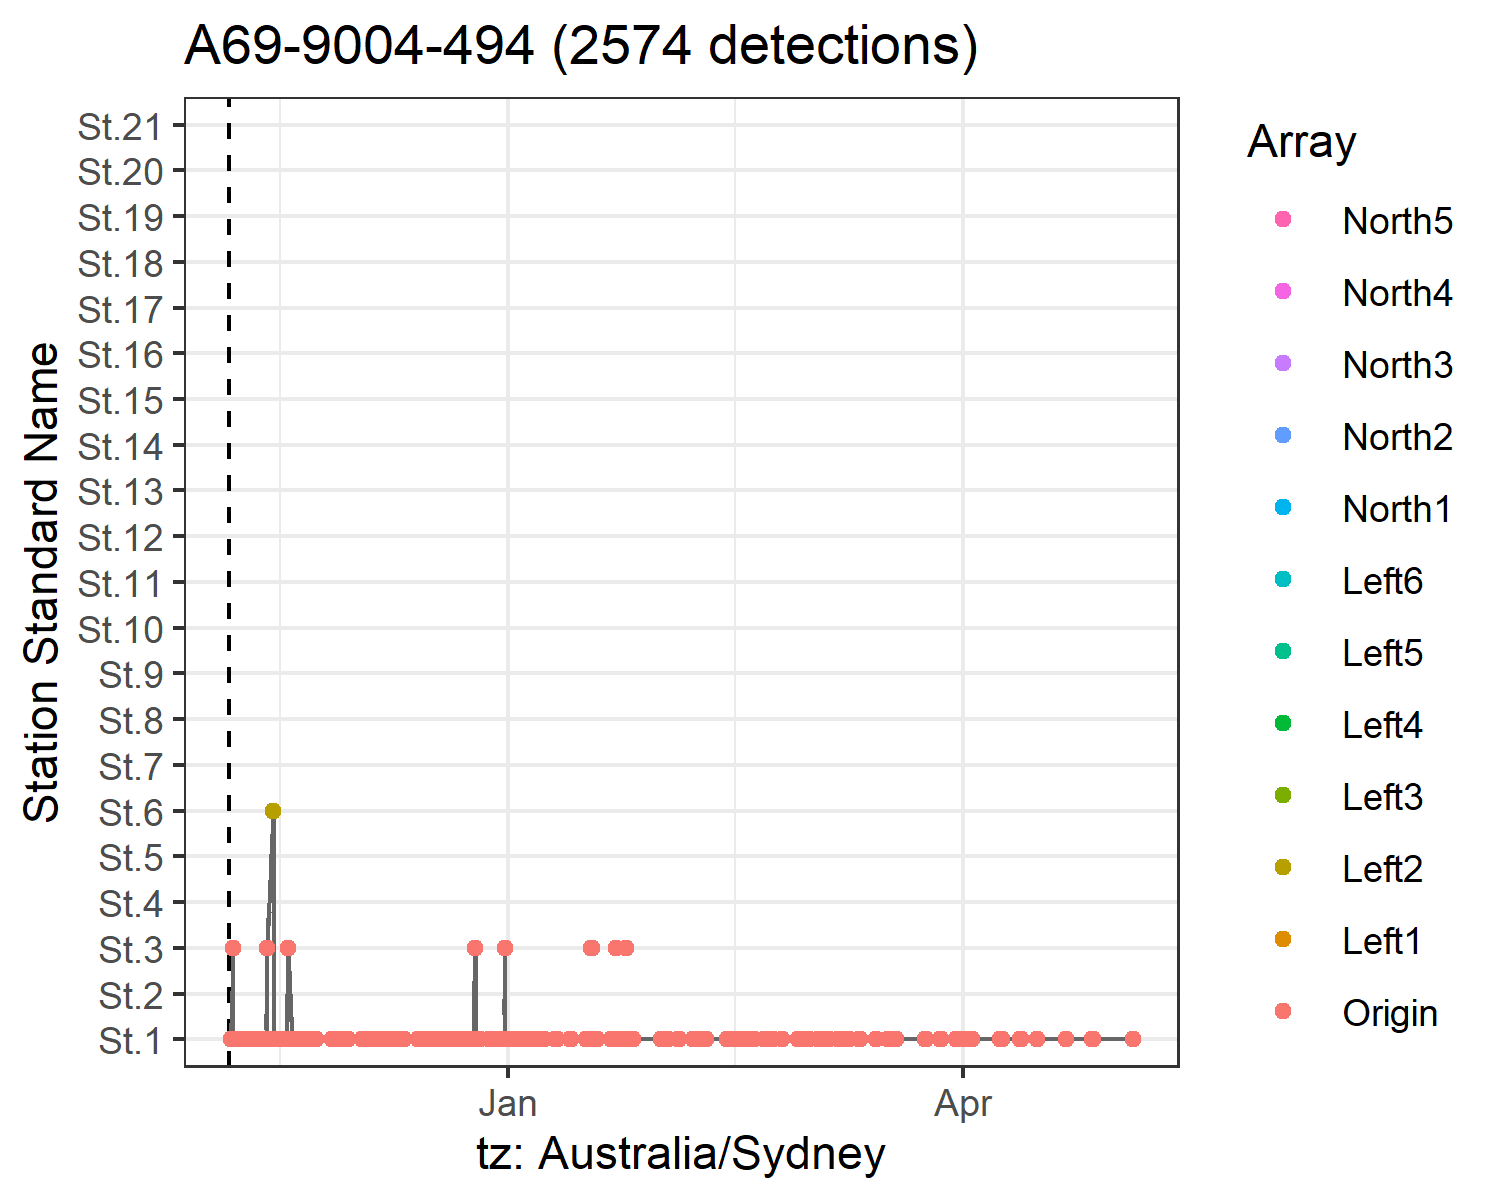 A69-9004-494 (2574 detections)
Station Standard Name
St.21
St.20
St.19
St.18
St.17
St.16
St.15
St.14
St.13
St.12
St.11
St.10
St.9
St.8
St.7
St.6
St.5
St.4
St.3
St.2
St.1
Jan
Apr
tz: Australia/Sydney
Array
North5
North4
North3
North2
North1
Left6
Left5
Left4
Left3
Left2
Left1
Origin